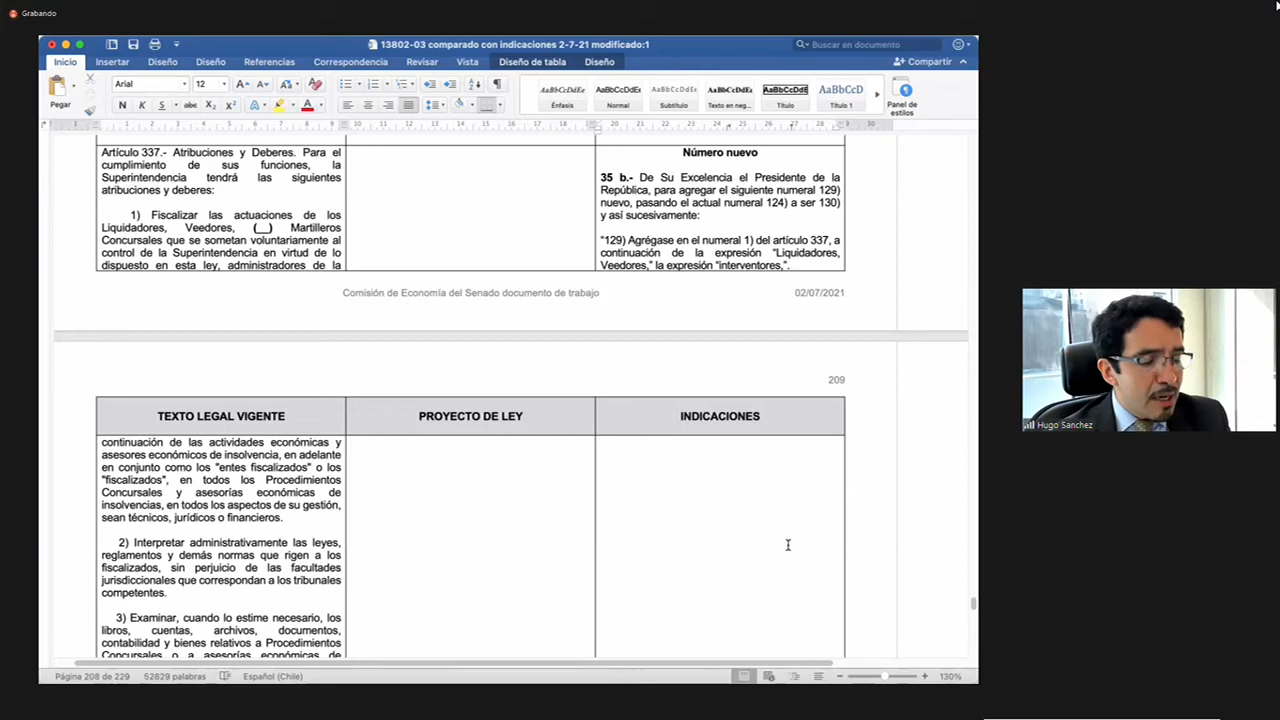 Grabando
13802-03 comparado con indicaciones 2-7-21 modificado:1
Buscar en documento
Inicio Insertar Diseño Diseño Referencias Correspondencia Revisar Vista Diseño de tabla Diseño
Compartir
Pegar
Arial 12
N K S abc X₂ X²
AaBbCcDdEe AaBbCcDdEe AaBbCcDdEe AaBbCcDdEe AaBbCcDdE AaBbCcD
Énfasis Normal Subtítulo Texto en neg... Título Título 1
Panel de
estilos
Artículo 337.- Atribuciones y Deberes. Para el
cumplimiento de sus funciones, la
Superintendencia tendrá las siguientes
atribuciones y deberes:
1) Fiscalizar las actuaciones de los
Liquidadores, Veedores, (__) Martilleros
Concursales que se sometan voluntariamente al
control de la Superintendencia en virtud de lo
dispuesto en esta ley, administradores de la
Número nuevo
35 b.- De Su Excelencia el Presidente de la
República, para agregar el siguiente numeral 129)
nuevo, pasando el actual numeral 124) a ser 130)
y así sucesivamente:
“129) Agrégase en el numeral 1) del artículo 337, a
continuación de la expresión “Liquidadores,
Veedores,” la expresión “interventores,”.
Comisión de Economía del Senado documento de trabajo
02/07/2021
209
TEXTO LEGAL VIGENTE
PROYECTO DE LEY
INDICACIONES
continuación de las actividades económicas y
asesores económicos de insolvencia, en adelante
en conjunto como los "entes fiscalizados" o los
"fiscalizados", en todos los Procedimientos
Concursales y asesorías económicas de
insolvencias, en todos los aspectos de su gestión,
sean técnicos, jurídicos o financieros.
2) Interpretar administrativamente las leyes,
reglamentos y demás normas que rigen a los
fiscalizados, sin perjuicio de las facultades
jurisdiccionales que correspondan a los tribunales
competentes.
3) Examinar, cuando lo estime necesario, los
libros, cuentas, archivos, documentos,
contabilidad y bienes relativos a Procedimientos
Concursales o a asesorías económicas de
Hugo Sanchez
Página 208 de 229 52829 palabras Español (Chile)
130%